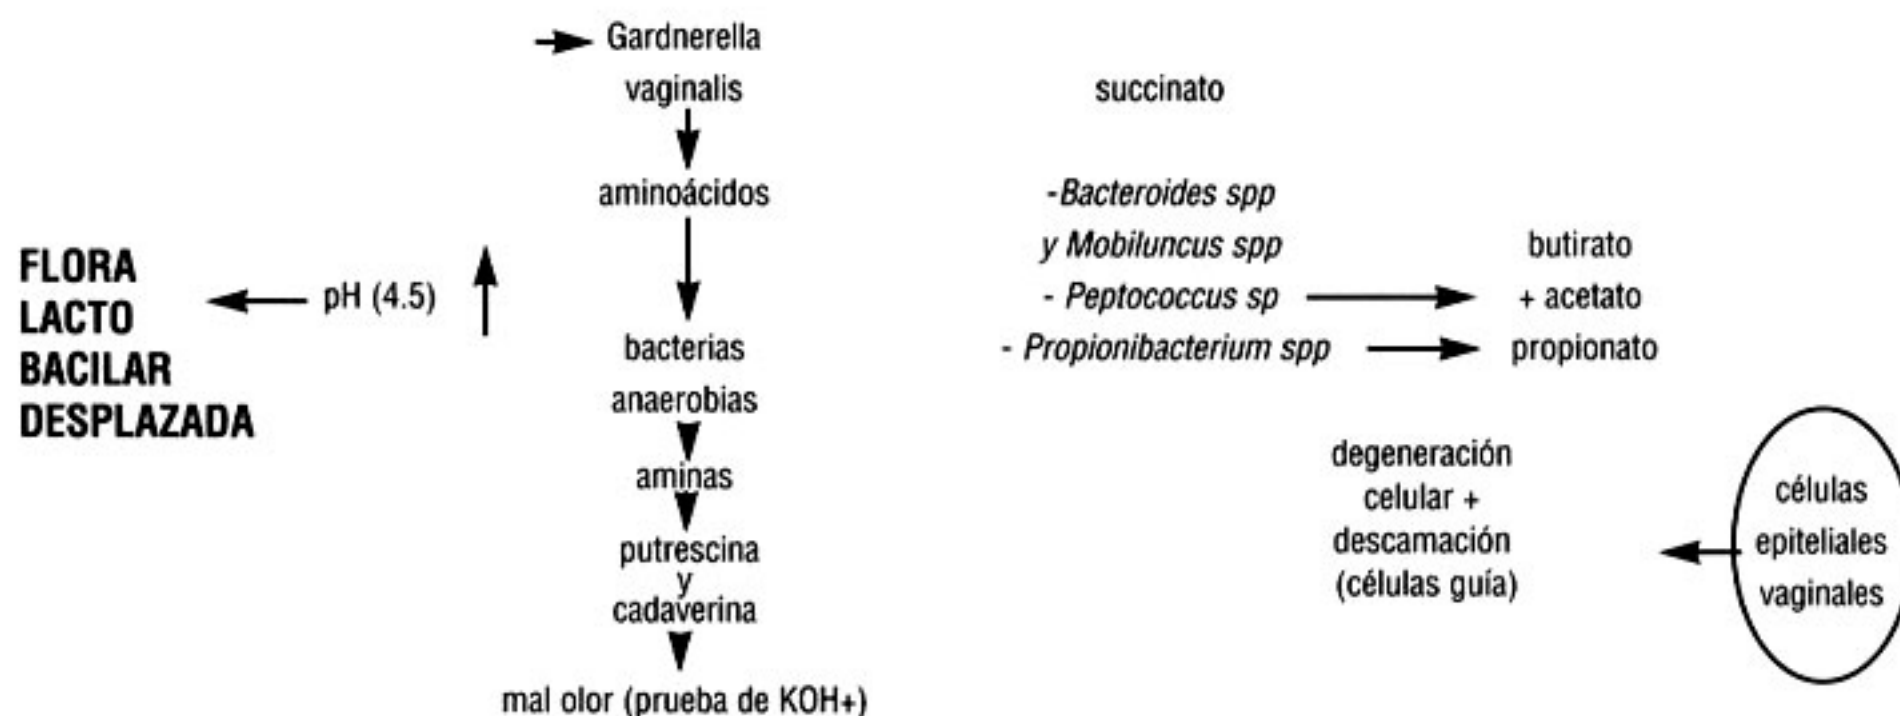 Gardnerella
vaginalis
succinato
aminoácidos
-Bacteroides spp
y Mobiluncus spp
butirato
- Peptococcus sp
+ acetato
- Propionibacterium spp
propionato
FLORA
LACTO
BACILAR
DESPLAZADA
pH (4.5)
bacterias
anaerobias
aminas
putrescina
y
cadaverina
mal olor (prueba de KOH+)
degeneración
celular +
descamación
(células guía)
células
epiteliales
vaginales